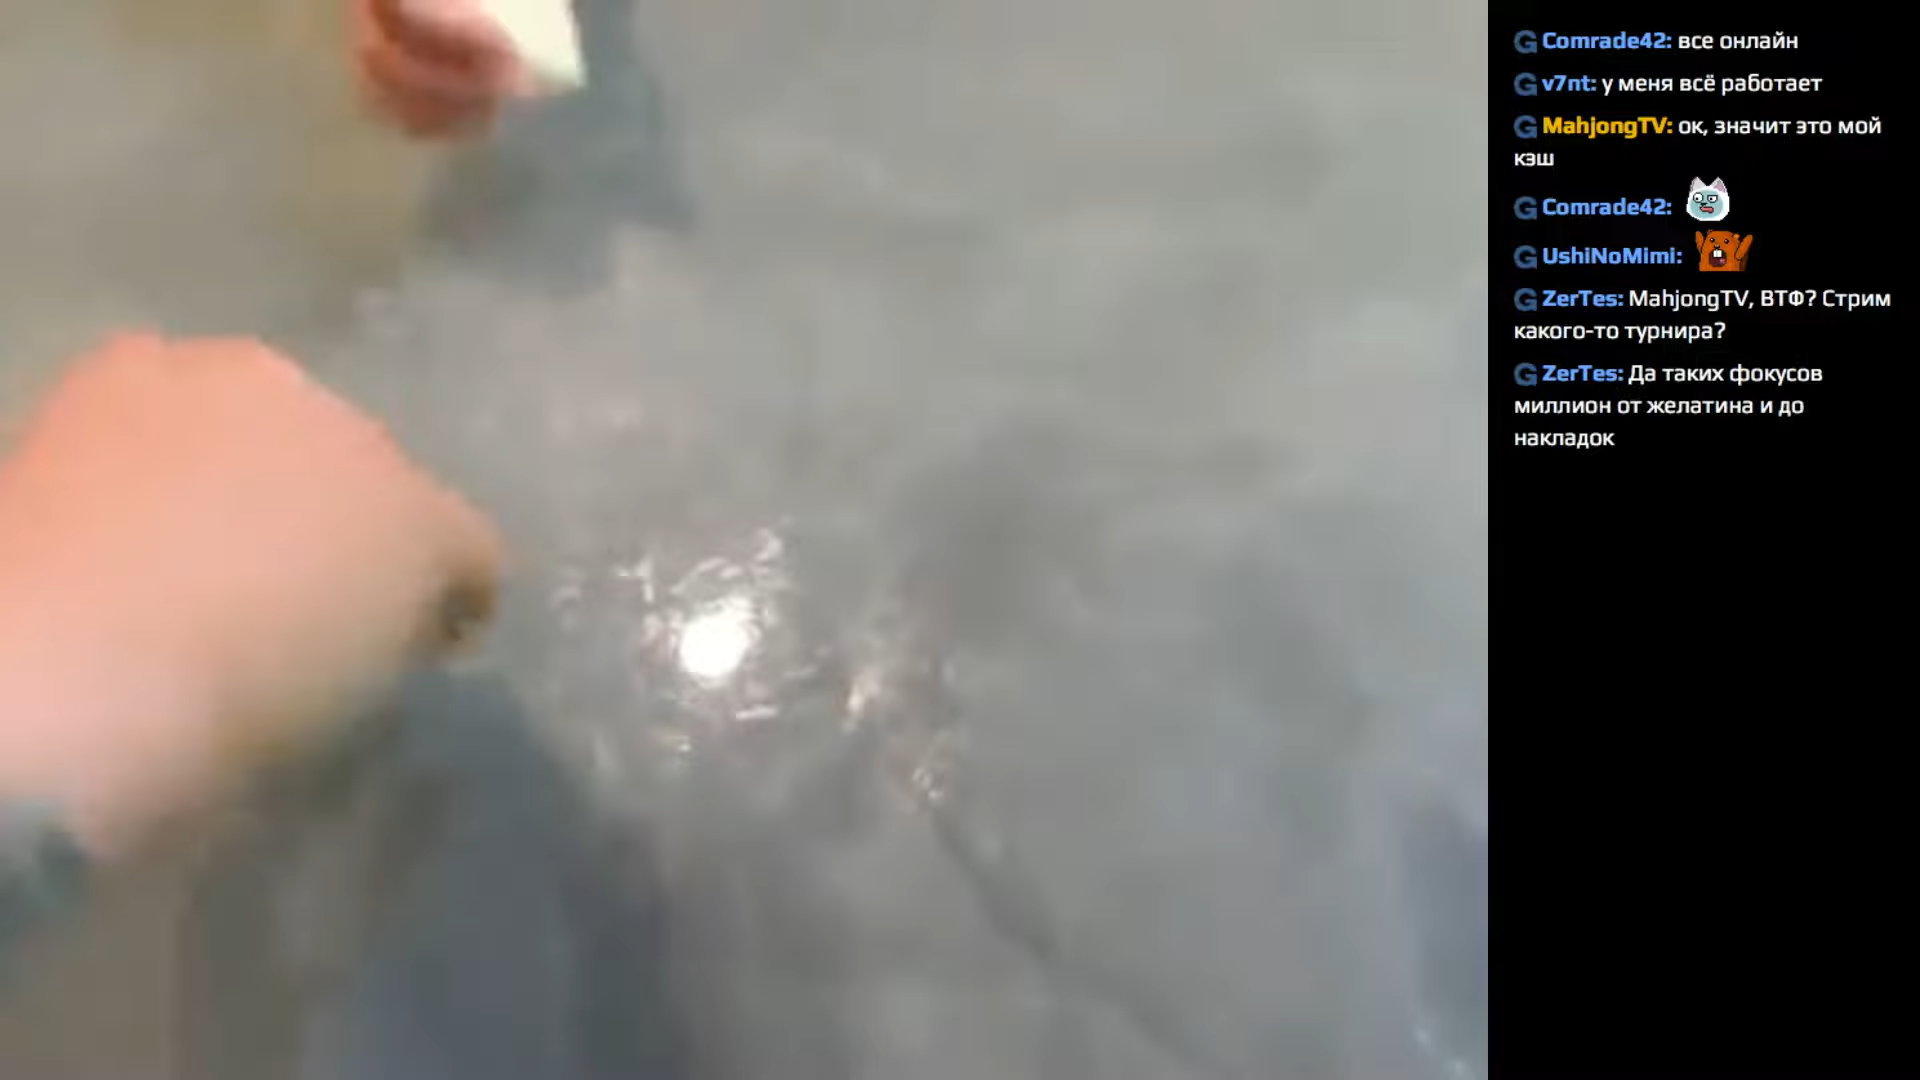 Comrade42: все онлайн
v7nt: у меня всё работает
MahjongTV: ок, значит это мой
кэш
Comrade42:
UshiNoMimi:
ZerTes: MahjongTV, ВТФ? Стрим
какого-то турнира?
ZerTes: Да таких фокусов
миллион от желатина и до
накладок